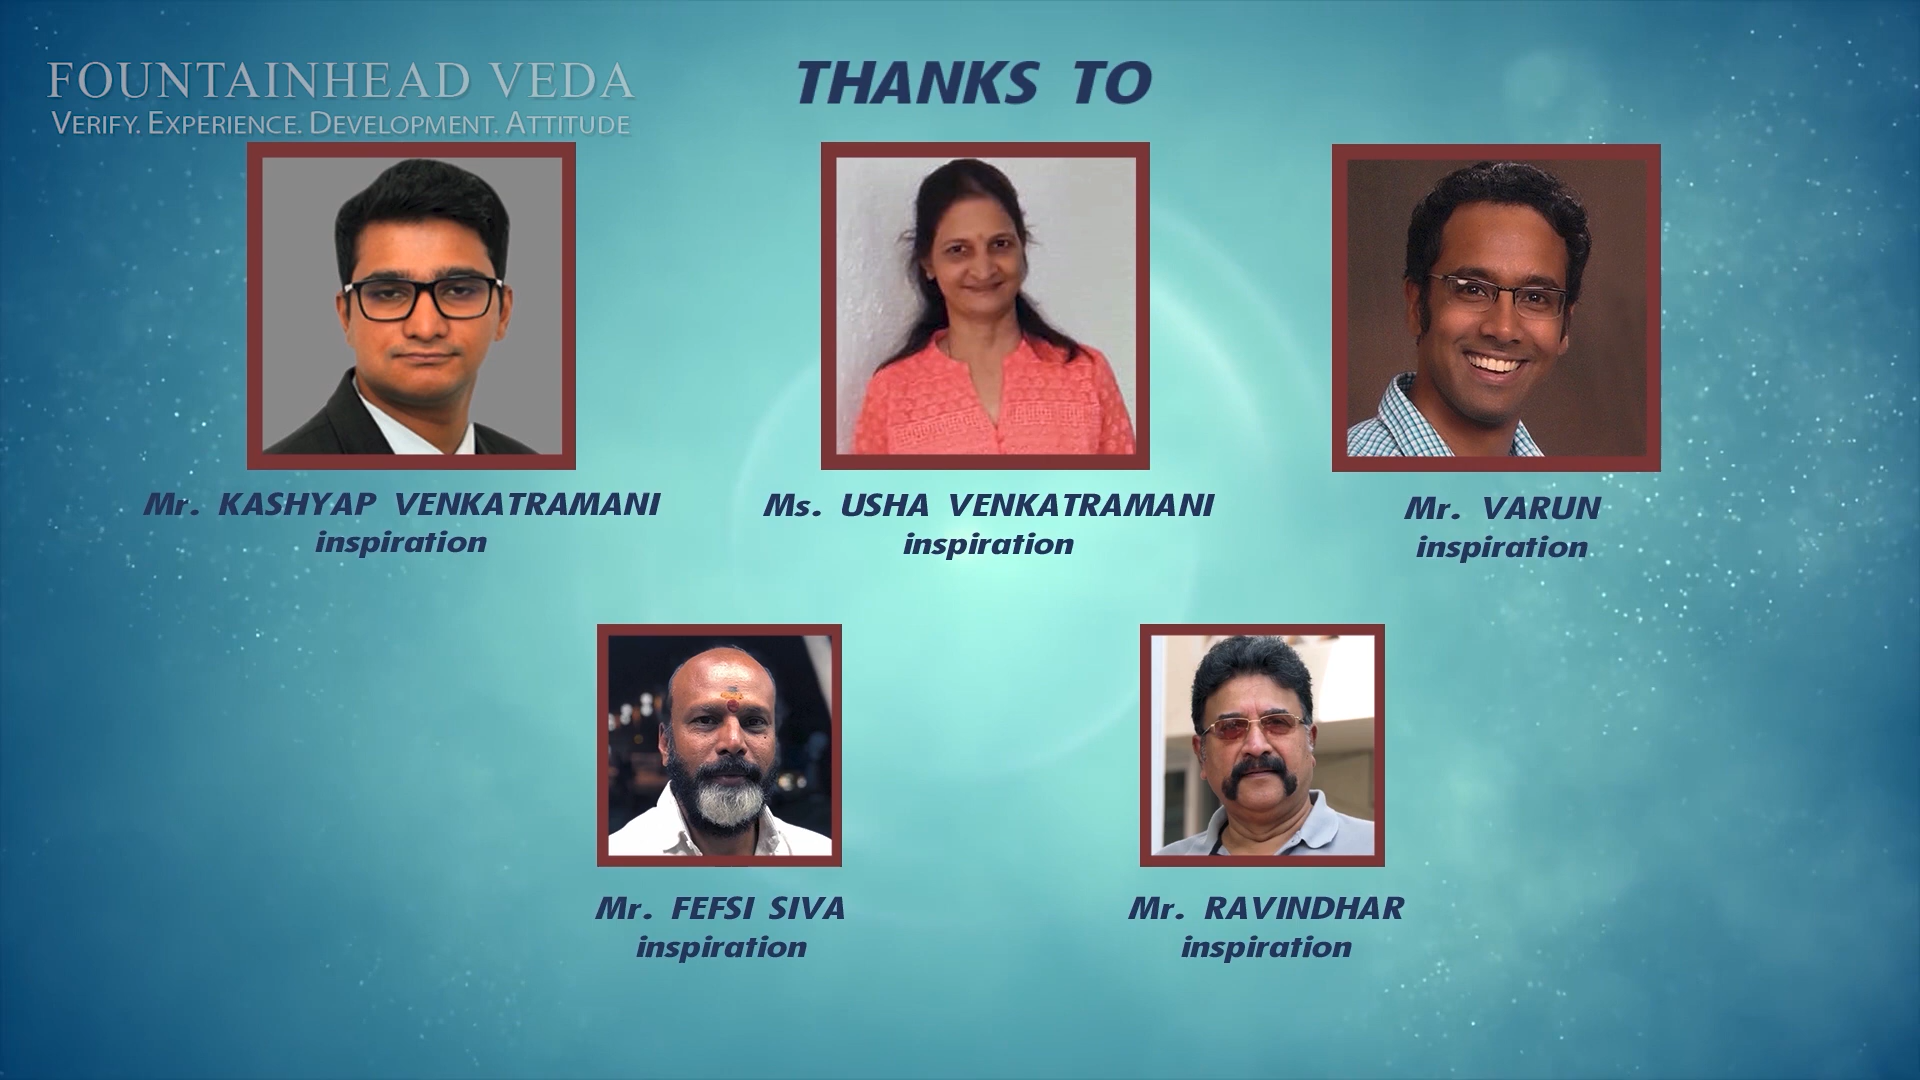 FOUNTAINHEAD VEDA
VERIFY. EXPERIENCE. DEVELOPMENT. ATTITUDE
THANKS TO
Mr. KASHYAP VENKATRAMANI
inspiration
Ms. USHA VENKATRAMANI
inspiration
Mr. VARUN
inspiration
Mr. FEFSI SIVA
inspiration
Mr. RAVINDHAR
inspiration